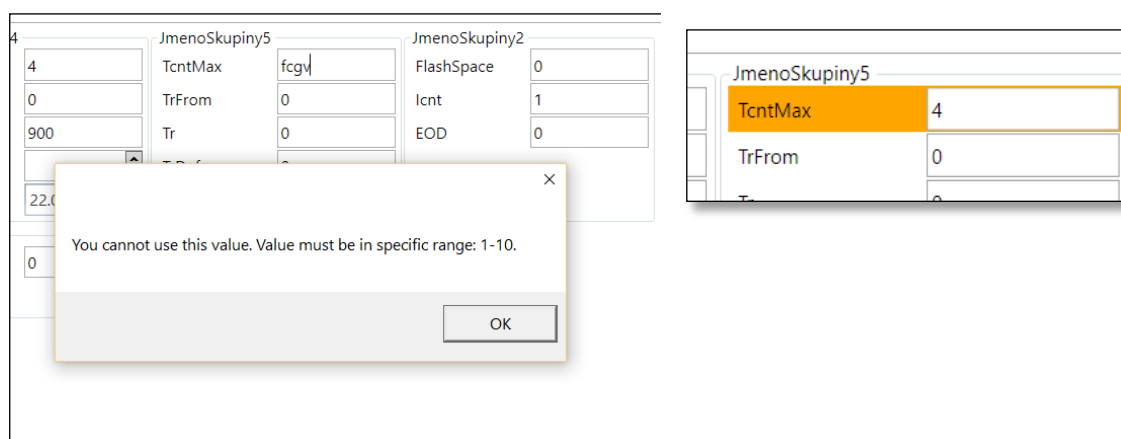 4 JmenoSkupiny5 JmenoSkupiny2
4 TcntMax fcgv FlashSpace 0
0 TrFrom 0 Icnt 1
900 Tr 0 EOD 0
22.0
You cannot use this value. Value must be in specific range: 1-10.
0
OK
JmenoSkupiny5
TcntMax 4
TrFrom 0